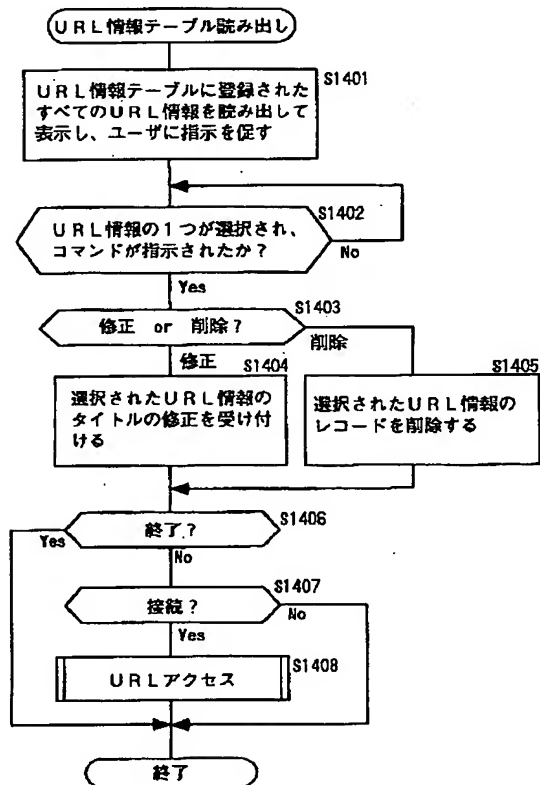 URL情報テーブル読み出し
S1401
URL情報テーブルに登録された
すべてのURL情報を読み出して
表示し、ユーザに指示を促す
S1402
URL情報の1つが選択され、
コマンドが指示されたか?
No
Yes
S1403
修正 or 削除?
削除
修正
S1404
S1405
選択されたURL情報の
タイトルの修正を受け付
ける
選択されたURL情報の
レコードを削除する
S1406
終了?
Yes
No
S1407
接続?
No
Yes
S1408
URLアクセス
終了